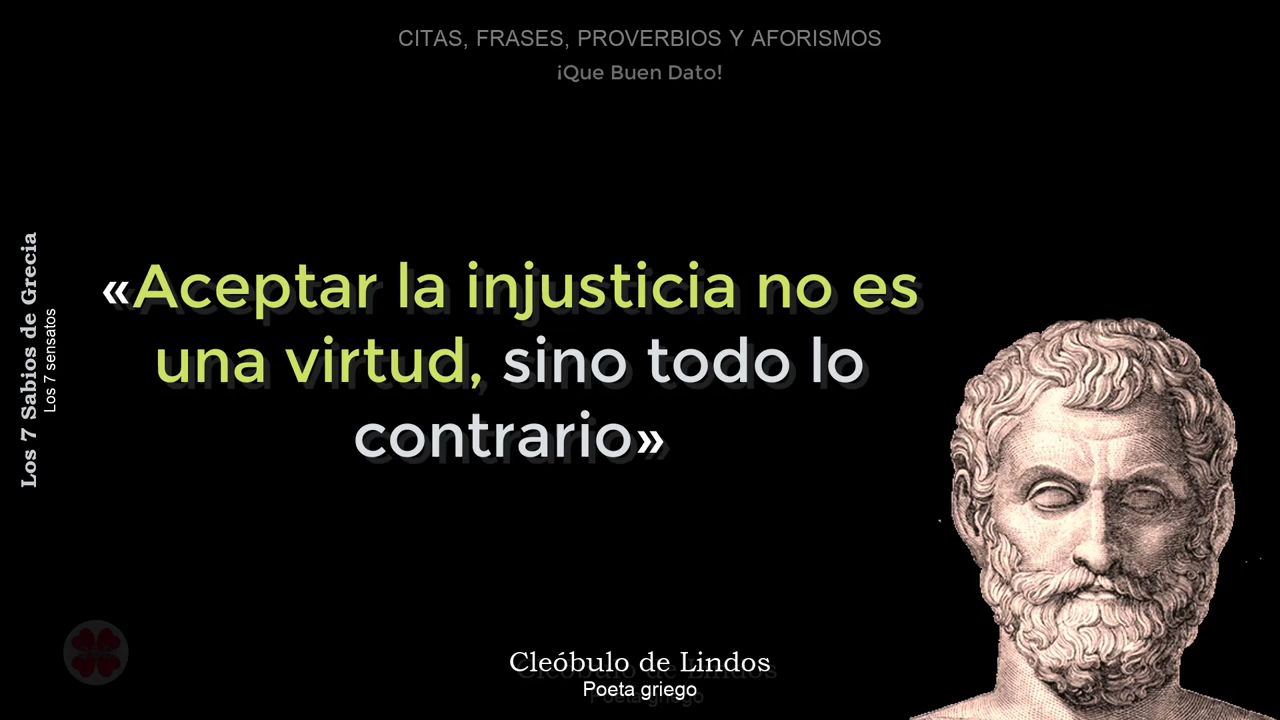 CITAS, FRASES, PROVERBIOS Y AFORISMOS
¡Que Buen Dato!
Los 7 Sabios de Grecia
Los 7 sensatos
«Aceptar la injusticia no es
una virtud, sino todo lo
contrario»
Cleóbulo de Lindos
Poeta griego